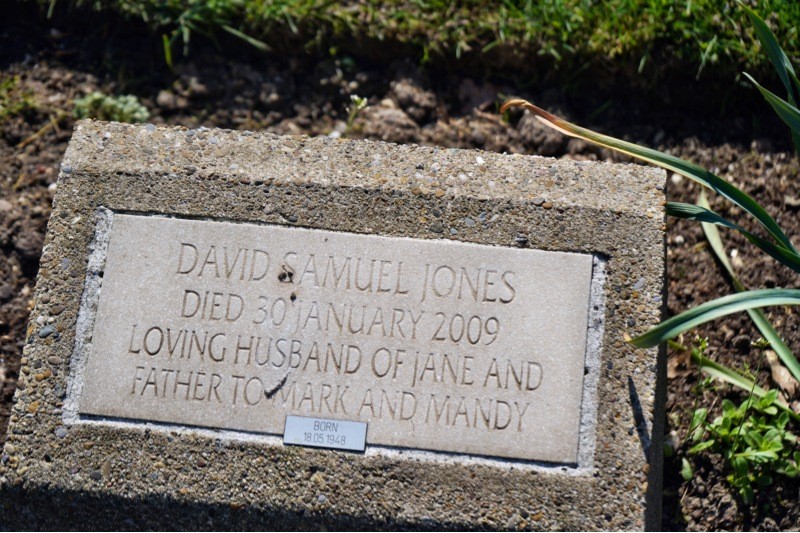 DAVID SAMUEL JONES
DIED 30 JANUARY 2009
LOVING HUSBAND OF JANE AND
FATHER TO MARK AND MANDY
BORN
18.05.1948